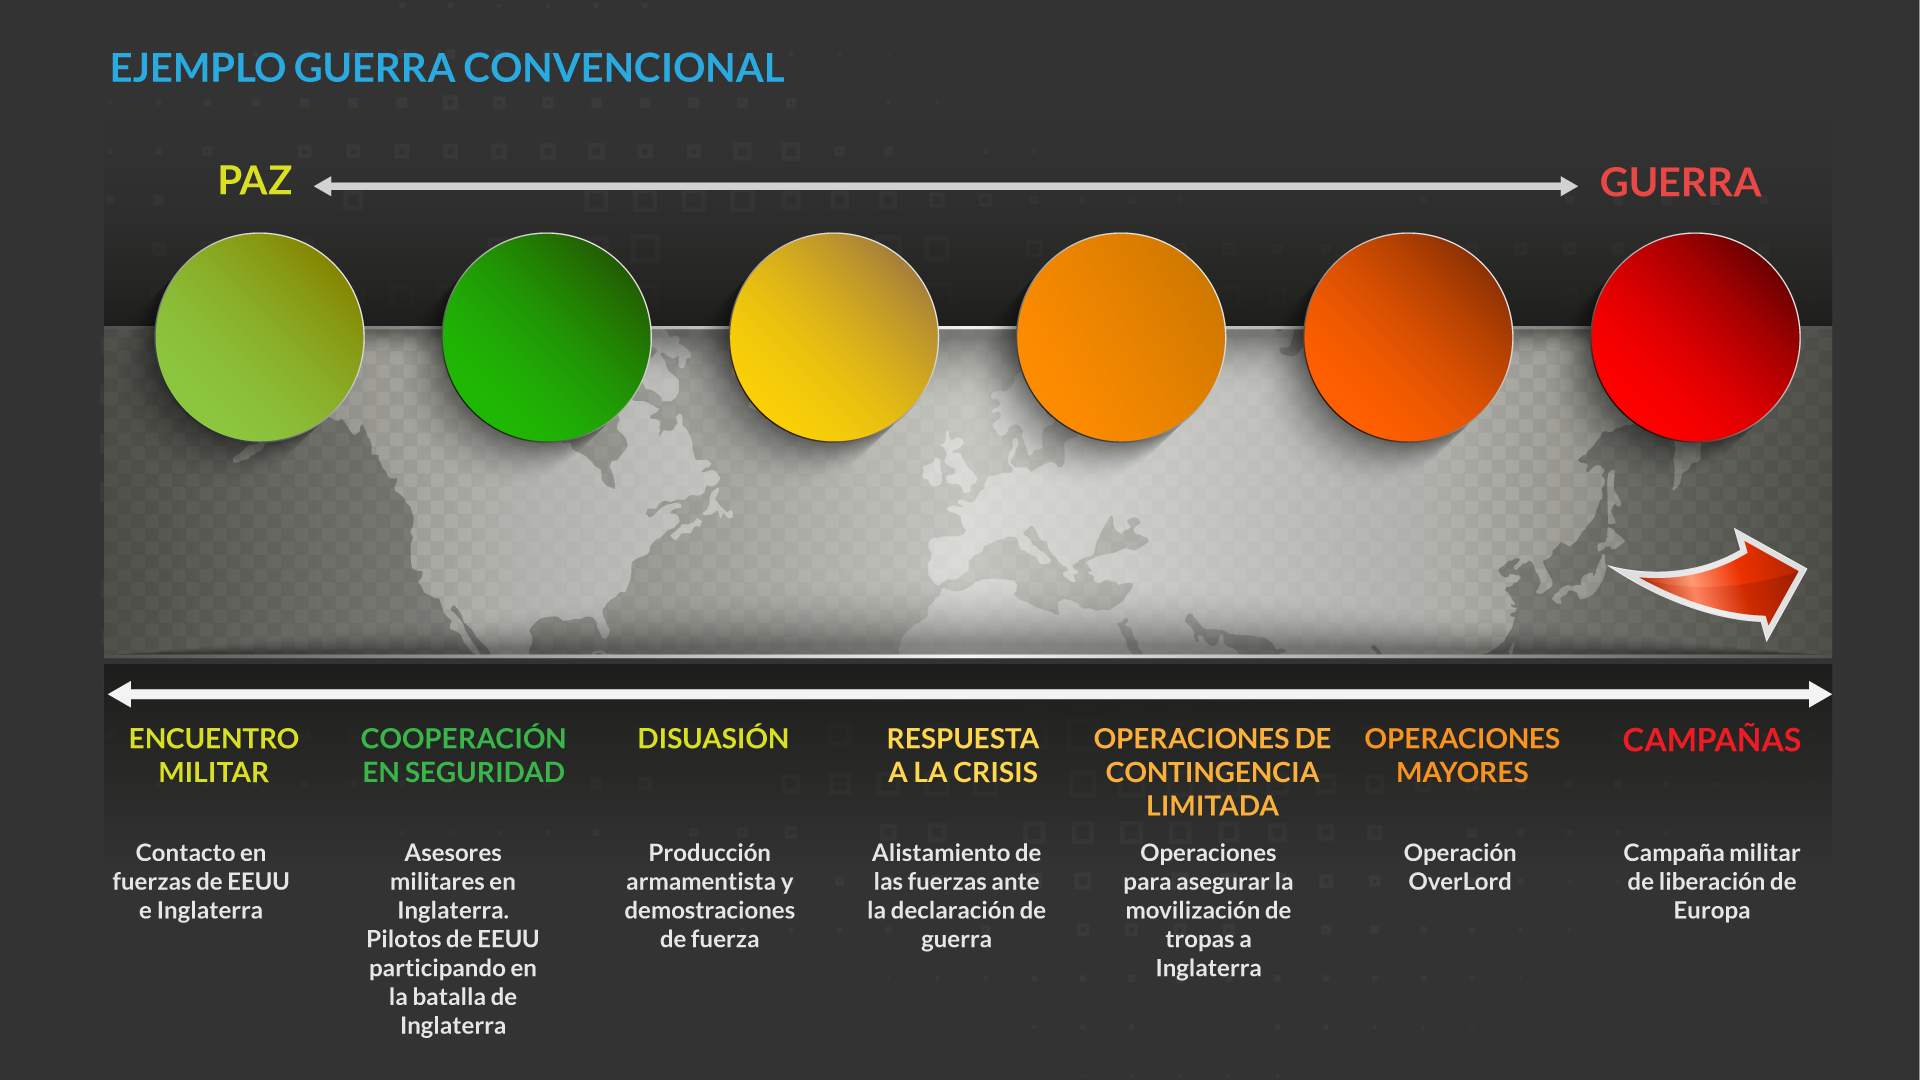 EJEMPLO GUERRA CONVENCIONAL
PAZ
GUERRA
ENCUENTRO
MILITAR
Contacto en
fuerzas de EEUU
e Inglaterra
COOPERACIÓN
EN SEGURIDAD
Asesores
militares en
Inglaterra.
Pilotos de EEUU
participando en
la batalla de
Inglaterra
DISUASIÓN
Producción
armamentista y
demostraciones
de fuerza
RESPUESTA
A LA CRISIS
Alistamiento de
las fuerzas ante
la declaración de
guerra
OPERACIONES DE
CONTINGENCIA
LIMITADA
Operaciones
para asegurar la
movilización de
tropas a
Inglaterra
OPERACIONES
MAYORES
Operación
OverLord
CAMPAÑAS
Campaña militar
de liberación de
Europa